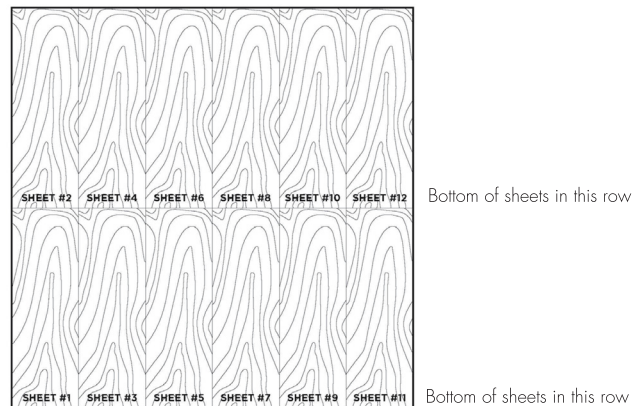 SHEET #2 SHEET #4 SHEET #6 SHEET #8 SHEET #10 SHEET #12
Bottom of sheets in this row
SHEET #1 SHEET #3 SHEET #5 SHEET #7 SHEET #9 SHEET #11
Bottom of sheets in this row